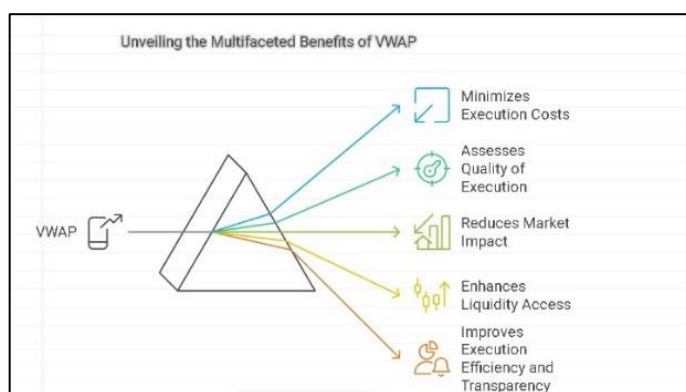 Unveiling the Multifaceted Benefits of VWAP
Minimizes
Execution Costs
Assesses
Quality of
Execution
VWAP
Reduces Market
Impact
Enhances
Liquidity Access
Improves
Execution
Efficiency and
Transparency